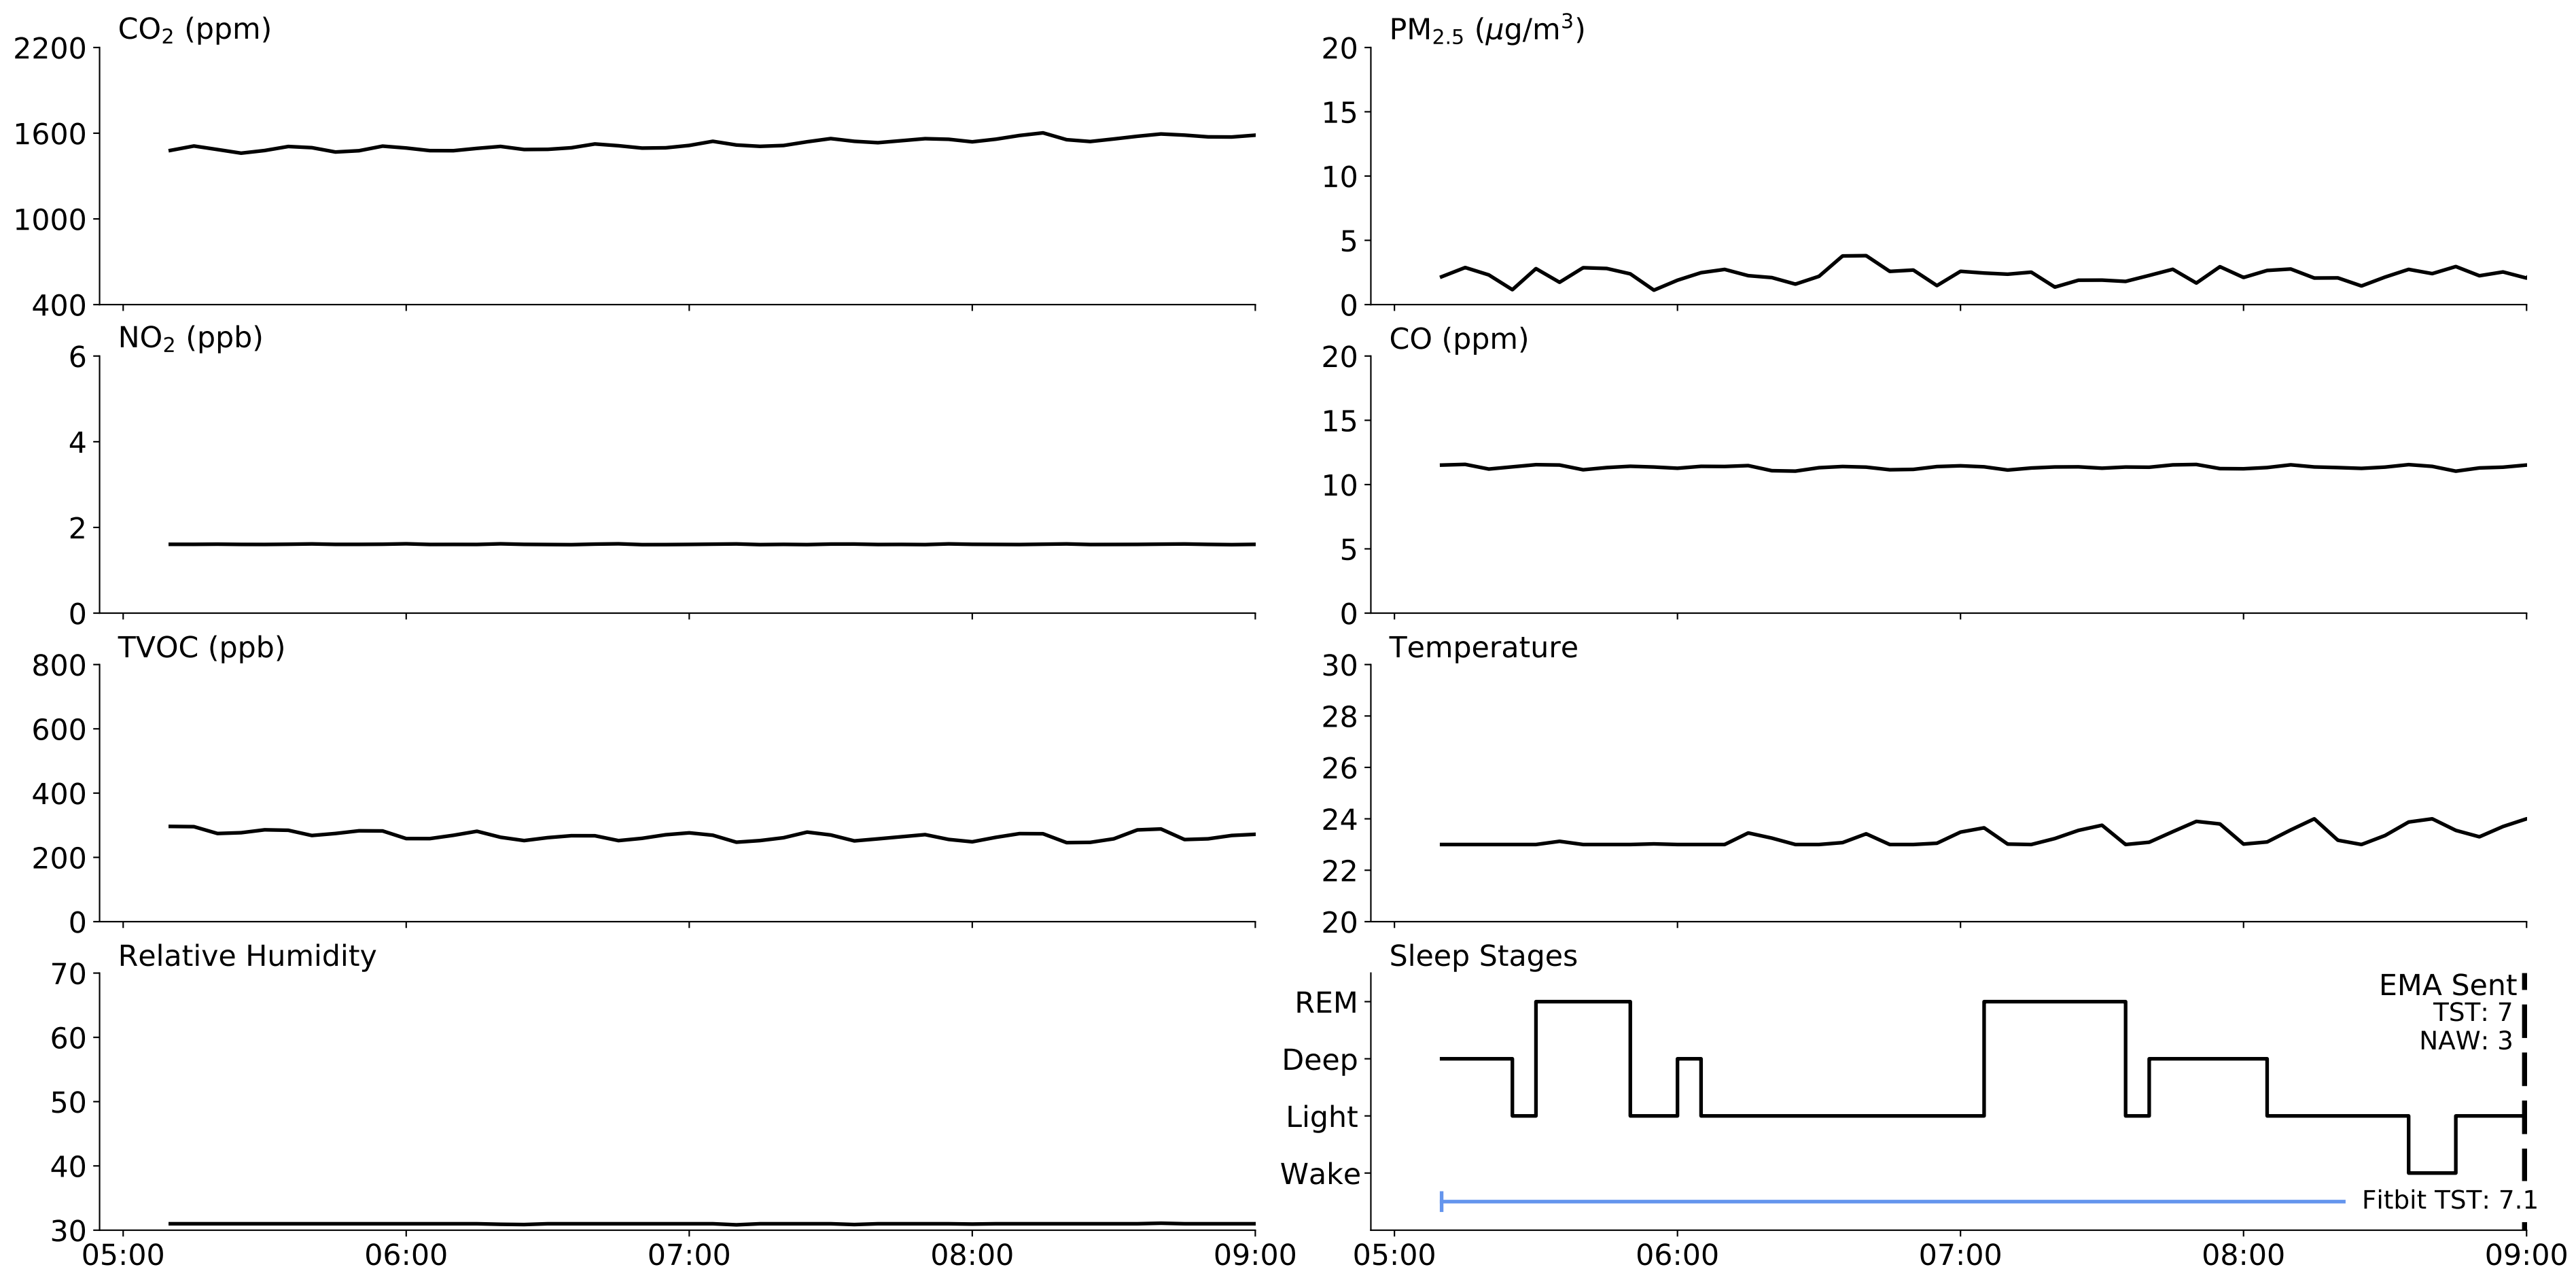 CO₂ (ppm)
2200
1600
1000
400
PM₂.₅ (μg/m³)
20
15
10
5
0
NO₂ (ppb)
6
4
2
0
CO (ppm)
20
15
10
5
0
TVOC (ppb)
800
600
400
200
0
Temperature
30
28
26
24
22
20
Relative Humidity
70
60
50
40
30
05:00 06:00 07:00 08:00 09:00
Sleep Stages
REM
Deep
Light
Wake
EMA Sent
TST: 7
NAW: 3
Fitbit TST: 7.1
05:00 06:00 07:00 08:00 09:00